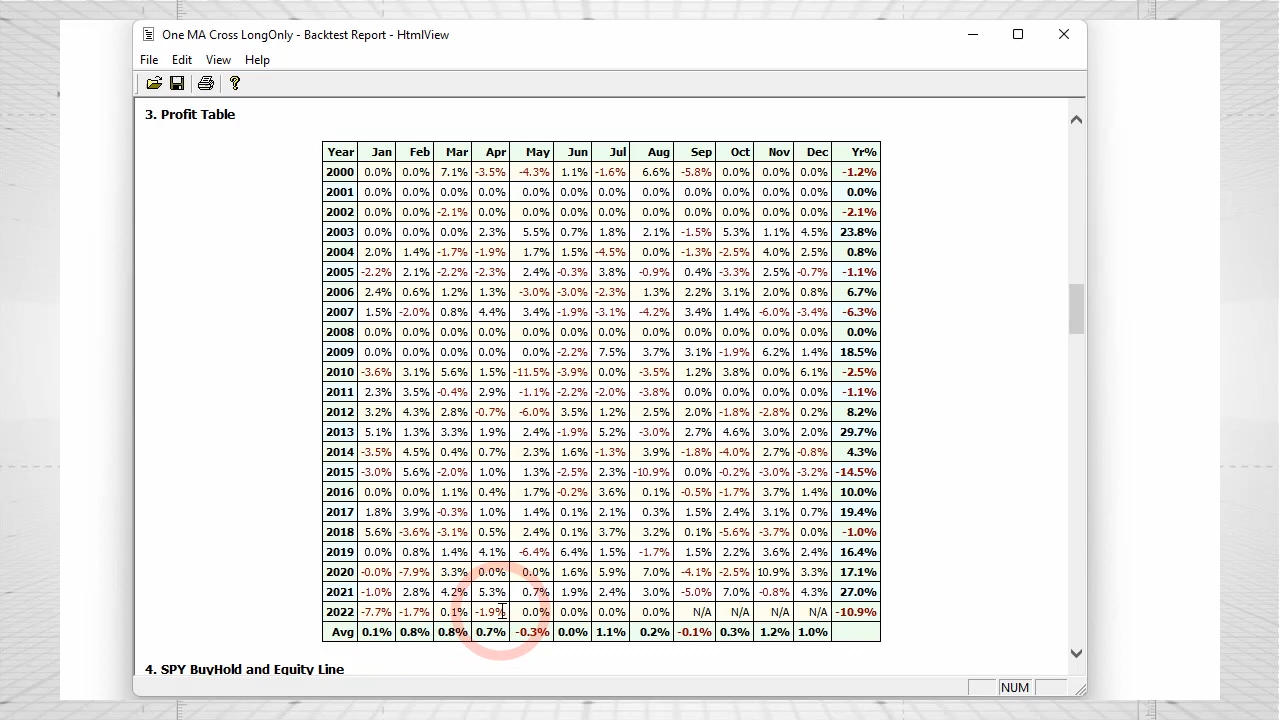 One MA Cross LongOnly - Backtest Report - HtmlView
File Edit View Help
3. Profit Table
Year Jan Feb Mar Apr May Jun Jul Aug Sep Oct Nov Dec Yr%
2000 0.0% 0.0% 7.1% -3.5% -4.3% 1.1% -1.6% 6.6% -5.8% 0.0% 0.0% 0.0% -1.2%
2001 0.0% 0.0% 0.0% 0.0% 0.0% 0.0% 0.0% 0.0% 0.0% 0.0% 0.0% 0.0% 0.0%
2002 0.0% 0.0% -2.1% 0.0% 0.0% 0.0% 0.0% 0.0% 0.0% 0.0% 0.0% 0.0% -2.1%
2003 0.0% 0.0% 0.0% 2.3% 5.5% 0.7% 1.8% 2.1% -1.5% 5.3% 1.1% 4.5% 23.8%
2004 2.0% 1.4% -1.7% -1.9% 1.7% 1.5% -4.5% 0.0% -1.3% -2.5% 4.0% 2.5% 0.8%
2005 -2.2% 2.1% -2.2% -2.3% 2.4% -0.3% 3.8% -0.9% 0.4% -3.3% 2.5% -0.7% -1.1%
2006 2.4% 0.6% 1.2% 1.3% -3.0% -3.0% -2.3% 1.3% 2.2% 3.1% 2.0% 0.8% 6.7%
2007 1.5% -2.0% 0.8% 4.4% 3.4% -1.9% -3.1% -4.2% 3.4% 1.4% -6.0% -3.4% -6.3%
2008 0.0% 0.0% 0.0% 0.0% 0.0% 0.0% 0.0% 0.0% 0.0% 0.0% 0.0% 0.0% 0.0%
2009 0.0% 0.0% 0.0% 0.0% 0.0% -2.2% 7.5% 3.7% 3.1% -1.9% 6.2% 1.4% 18.5%
2010 -3.6% 3.1% 5.6% 1.5% -11.5% -3.9% 0.0% -3.5% 1.2% 3.8% 0.0% 6.1% -2.5%
2011 2.3% 3.5% -0.4% 2.9% -1.1% -2.2% -2.0% -3.8% 0.0% 0.0% 0.0% 0.0% -1.1%
2012 3.2% 4.3% 2.8% -0.7% -6.0% 3.5% 1.2% 2.5% 2.0% -1.8% -2.8% 0.2% 8.2%
2013 5.1% 1.3% 3.3% 1.9% 2.4% -1.9% 5.2% -3.0% 2.7% 4.6% 3.0% 2.0% 29.7%
2014 -3.5% 4.5% 0.4% 0.7% 2.3% 1.6% -1.3% 3.9% -1.8% -4.0% 2.7% -0.8% 4.3%
2015 -3.0% 5.6% -2.0% 1.0% 1.3% -2.5% 2.3% -10.9% 0.0% -0.2% -3.0% -3.2% -14.5%
2016 0.0% 0.0% 1.1% 0.4% 1.7% -0.2% 3.6% 0.1% -0.5% -1.7% 3.7% 1.4% 10.0%
2017 1.8% 3.9% -0.3% 1.0% 1.4% 0.1% 2.1% 0.3% 1.5% 2.4% 3.1% 0.7% 19.4%
2018 5.6% -3.6% -3.1% 0.5% 2.4% 0.1% 3.7% 3.2% 0.1% -5.6% -3.7% 0.0% -1.0%
2019 0.0% 0.8% 1.4% 4.1% -6.4% 6.4% 1.5% -1.7% 1.5% 2.2% 3.6% 2.4% 16.4%
2020 -0.0% -7.9% 3.3% 0.0% 0.0% 1.6% 5.9% 7.0% -4.1% -2.5% 10.9% 3.3% 17.1%
2021 -1.0% 2.8% 4.2% 5.3% 0.7% 1.9% 2.4% 3.0% -5.0% 7.0% -0.8% 4.3% 27.0%
2022 -7.7% -1.7% 0.1% -1.9% 0.0% 0.0% 0.0% 0.0% N/A N/A N/A N/A -10.9%
Avg 0.1% 0.8% 0.8% 0.7% -0.3% 0.0% 1.1% 0.2% -0.1% 0.3% 1.2% 1.0%
4. SPY BuyHold and Equity Line
NUM